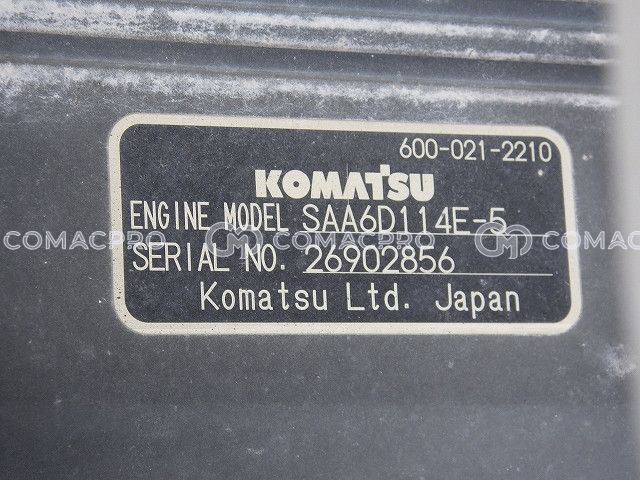 600-021-2210
KOMATSU
ENGINE MODEL SAA6D114E-5
COMACPRO COMACPRO COMACPRO
SERIAL NO. 26902856
Komatsu Ltd. Japan